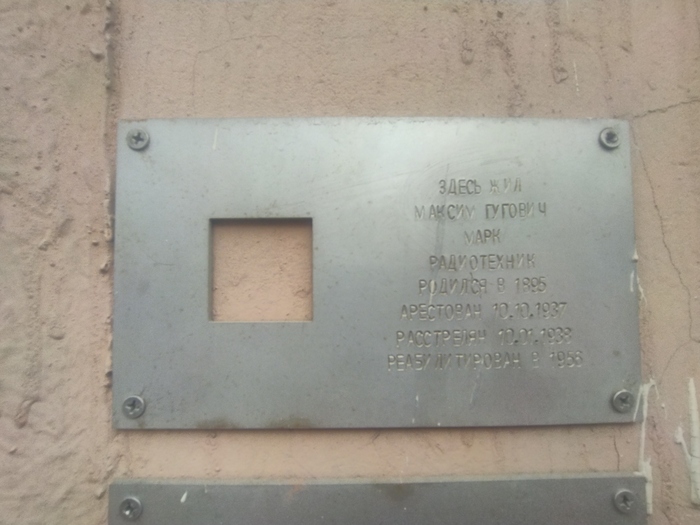 ЗДЕСЬ ЖИЛ
МАКСИМ ГУГОВИЧ
МАРК
РАДИОТЕХНИК
РОДИЛСЯ В 1895
АРЕСТОВАН 10.10.1937
РАССТРЕЛЯН 10.01.1938
РЕАБИЛИТИРОВАН В 1956